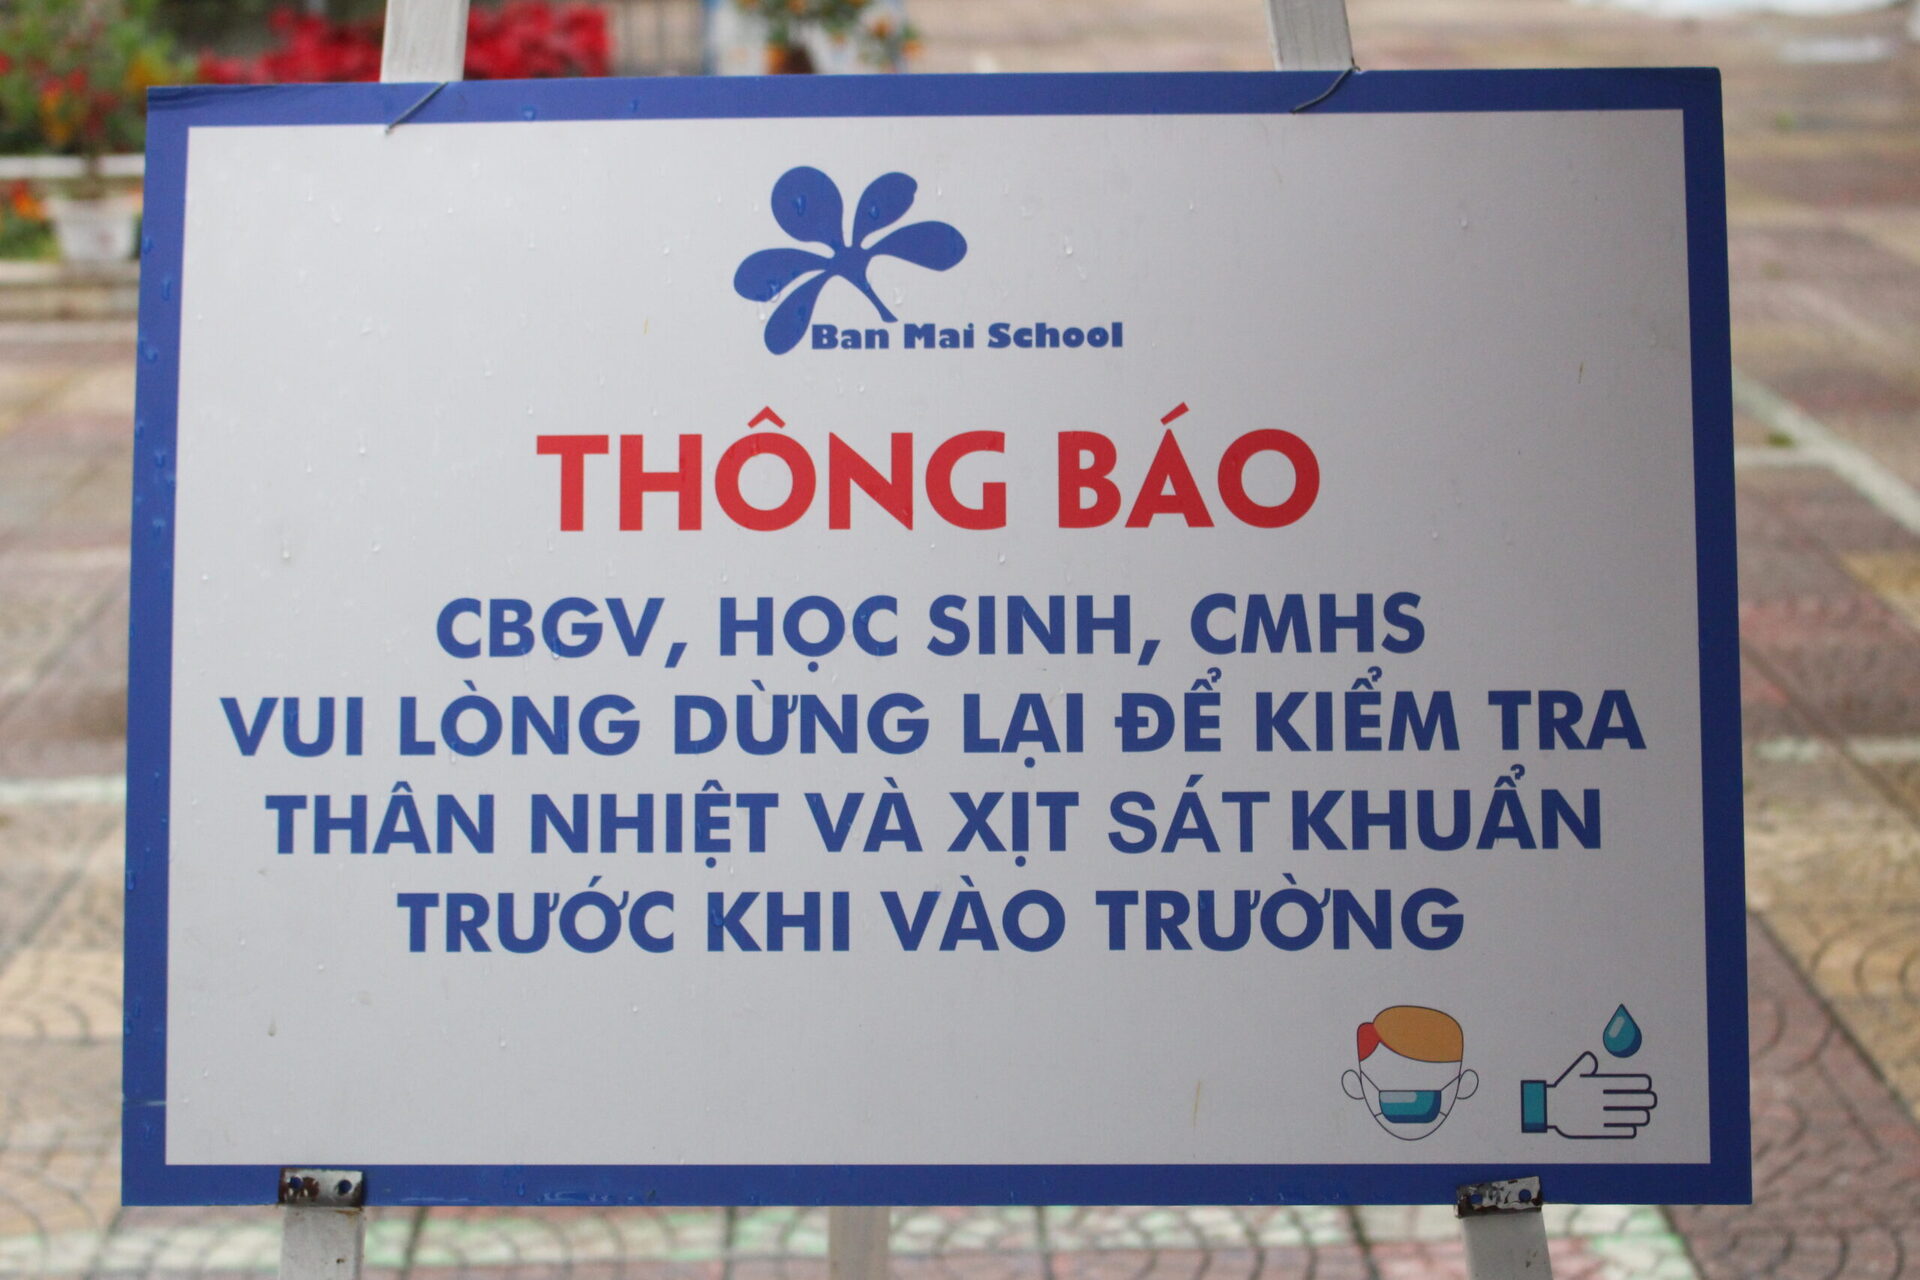 Ban Mai School
THÔNG BÁO
CBGV, HỌC SINH, CMHS
VUI LÒNG DỪNG LẠI ĐỂ KIỂM TRA
THÂN NHIỆT VÀ XỊT SÁT KHUẨN
TRƯỚC KHI VÀO TRƯỜNG